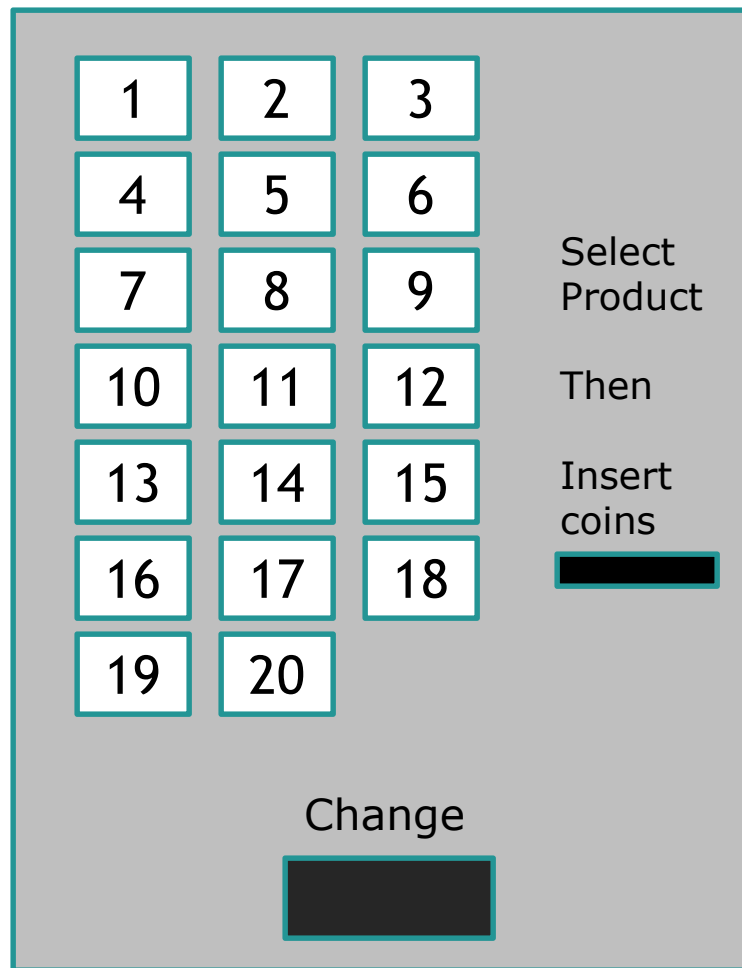 1 2 3
4 5 6
7 8 9
10 11 12
13 14 15
16 17 18
19 20
Select
Product
Then
Insert
coins
Change